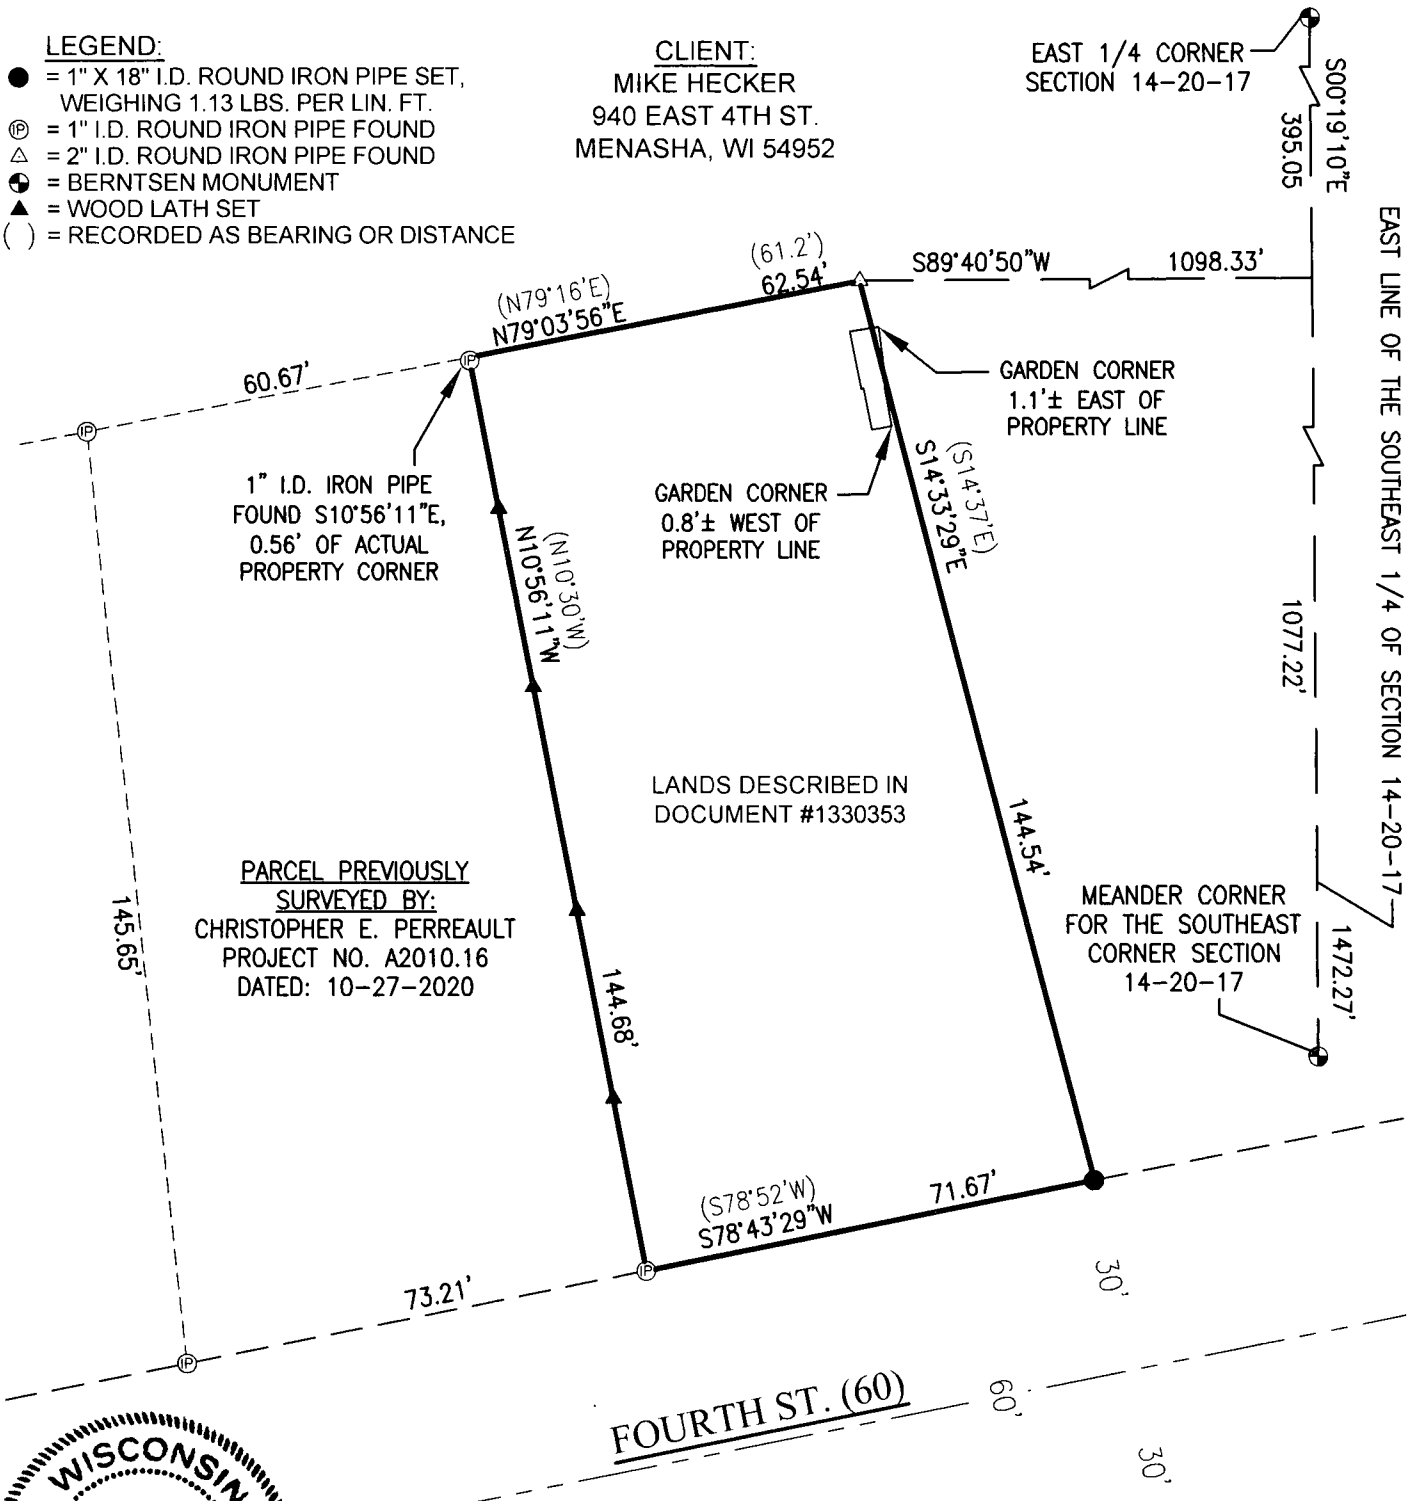 LEGEND:
= 1" X 18" I.D. ROUND IRON PIPE SET,
WEIGHING 1.13 LBS. PER LIN. FT.
IP = 1" I.D. ROUND IRON PIPE FOUND
= 2" I.D. ROUND IRON PIPE FOUND
= BERNTSEN MONUMENT
= WOOD LATH SET
( ) = RECORDED AS BEARING OR DISTANCE
CLIENT:
MIKE HECKER
940 EAST 4TH ST.
MENASHA, WI 54952
EAST 1/4 CORNER
SECTION 14-20-17
S00°19'10"E
395.05
EAST LINE OF THE SOUTHEAST 1/4 OF SECTION 14-20-17
S89°40'50"W
1098.33'
(61.2')
62.54'
(N79°16'E)
N79°03'56"E
IP
60.67'
IP
GARDEN CORNER
1.1'± EAST OF
PROPERTY LINE
1" I.D. IRON PIPE
FOUND S10°56'11"E,
0.56' OF ACTUAL
PROPERTY CORNER
GARDEN CORNER
0.8'± WEST OF
PROPERTY LINE
(S14°37'E)
S14°33'29"E
(N10°30'W)
N10°56'11"W
1077.22'
LANDS DESCRIBED IN
DOCUMENT #1330353
144.54'
PARCEL PREVIOUSLY
SURVEYED BY:
CHRISTOPHER E. PERREAULT
PROJECT NO. A2010.16
DATED: 10-27-2020
145.65'
144.68'
MEANDER CORNER
FOR THE SOUTHEAST
CORNER SECTION
14-20-17
1472.27'
(S78°52'W)
S78°43'29"W
71.67'
IP
73.21'
IP
30'
FOURTH ST. (60)
60'
30'
WISCONSIN